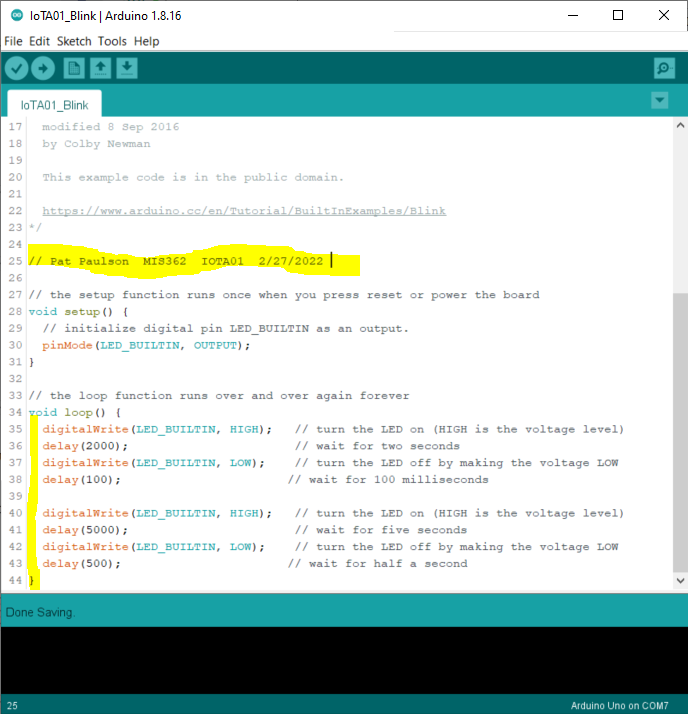 IoTA01_Blink | Arduino 1.8.16
File Edit Sketch Tools Help
IoTA01_Blink
17 modified 8 Sep 2016
18 by Colby Newman
19
20 This example code is in the public domain.
21
22 https://www.arduino.cc/en/Tutorial/BuiltInExamples/Blink
23 */
24
25 // Pat Paulson MIS362 IOTA01 2/27/2022
26
27 // the setup function runs once when you press reset or power the board
28 void setup() {
29 // initialize digital pin LED_BUILTIN as an output.
30 pinMode(LED_BUILTIN, OUTPUT);
31 }
32
33 // the loop function runs over and over again forever
34 void loop() {
35 digitalWrite(LED_BUILTIN, HIGH); // turn the LED on (HIGH is the voltage level)
36 delay(2000); // wait for two seconds
37 digitalWrite(LED_BUILTIN, LOW); // turn the LED off by making the voltage LOW
38 delay(100); // wait for 100 milliseconds
39
40 digitalWrite(LED_BUILTIN, HIGH); // turn the LED on (HIGH is the voltage level)
41 delay(5000); // wait for five seconds
42 digitalWrite(LED_BUILTIN, LOW); // turn the LED off by making the voltage LOW
43 delay(500); // wait for half a second
44 }
Done Saving.
25 Arduino Uno on COM7